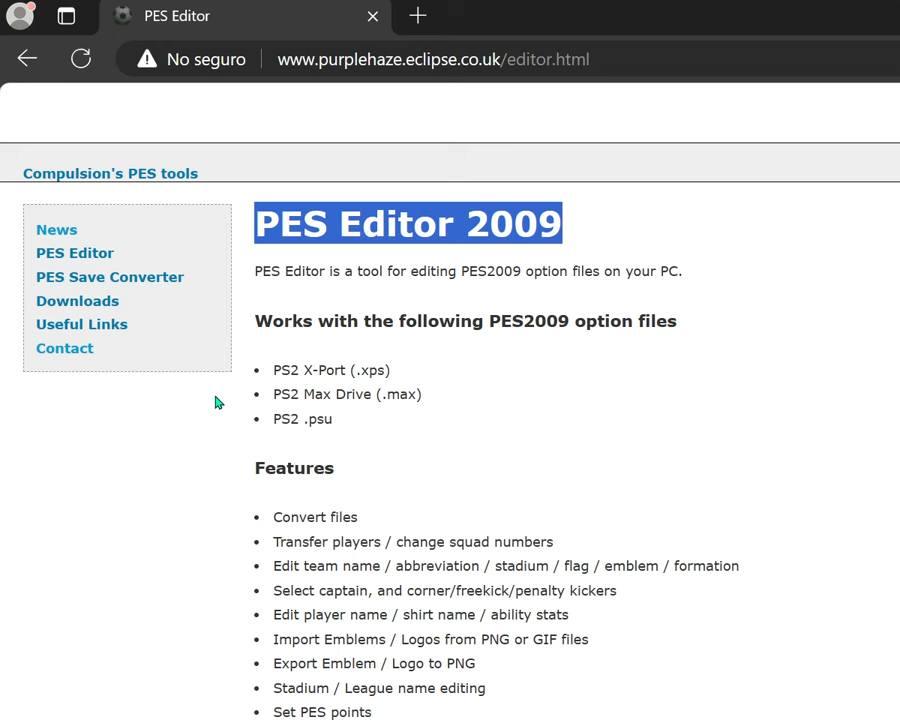 PES Editor
No seguro
www.purplehaze.eclipse.co.uk/editor.html
Compulsion's PES tools
News
PES Editor
PES Save Converter
Downloads
Useful Links
Contact
PES Editor 2009
PES Editor is a tool for editing PES2009 option files on your PC.
Works with the following PES2009 option files
• PS2 X-Port (.xps)
• PS2 Max Drive (.max)
• PS2 .psu
Features
• Convert files
• Transfer players / change squad numbers
• Edit team name / abbreviation / stadium / flag / emblem / formation
• Select captain, and corner/freekick/penalty kickers
• Edit player name / shirt name / ability stats
• Import Emblems / Logos from PNG or GIF files
• Export Emblem / Logo to PNG
• Stadium / League name editing
• Set PES points